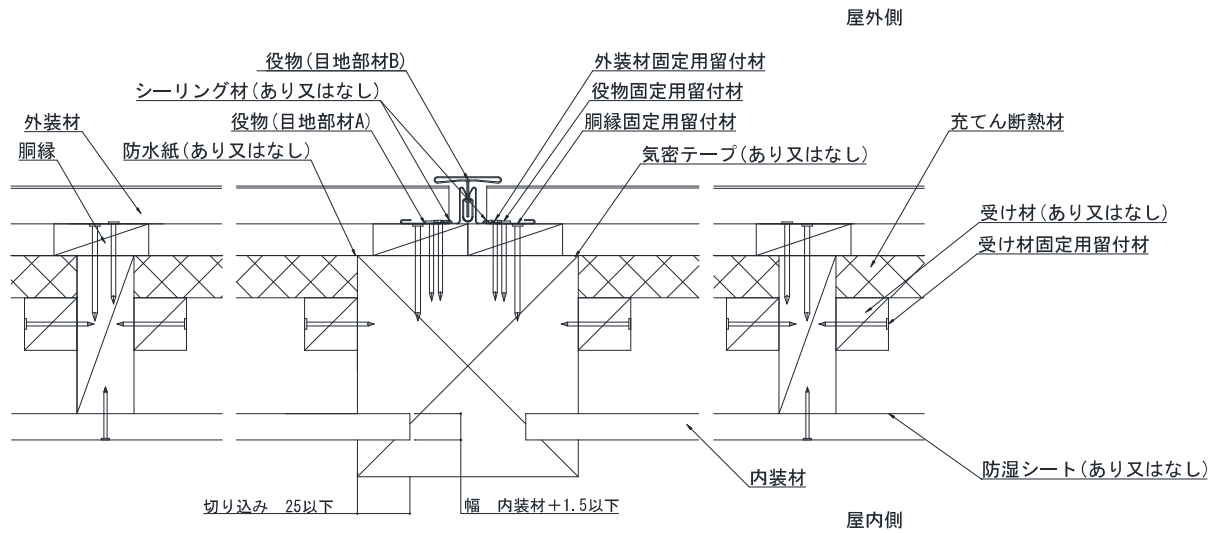 屋外側
役物(目地部材B)
外装材固定用留付材
シーリング材(あり又はなし)
役物固定用留付材
外装材
役物(目地部材A)
胴縁固定用留付材
充てん断熱材
胴縁
防水紙(あり又はなし)
気密テープ(あり又はなし)
受け材(あり又はなし)
受け材固定用留付材
防湿シート(あり又はなし)
内装材
切り込み 25以下
幅 内装材+1.5以下
屋内側